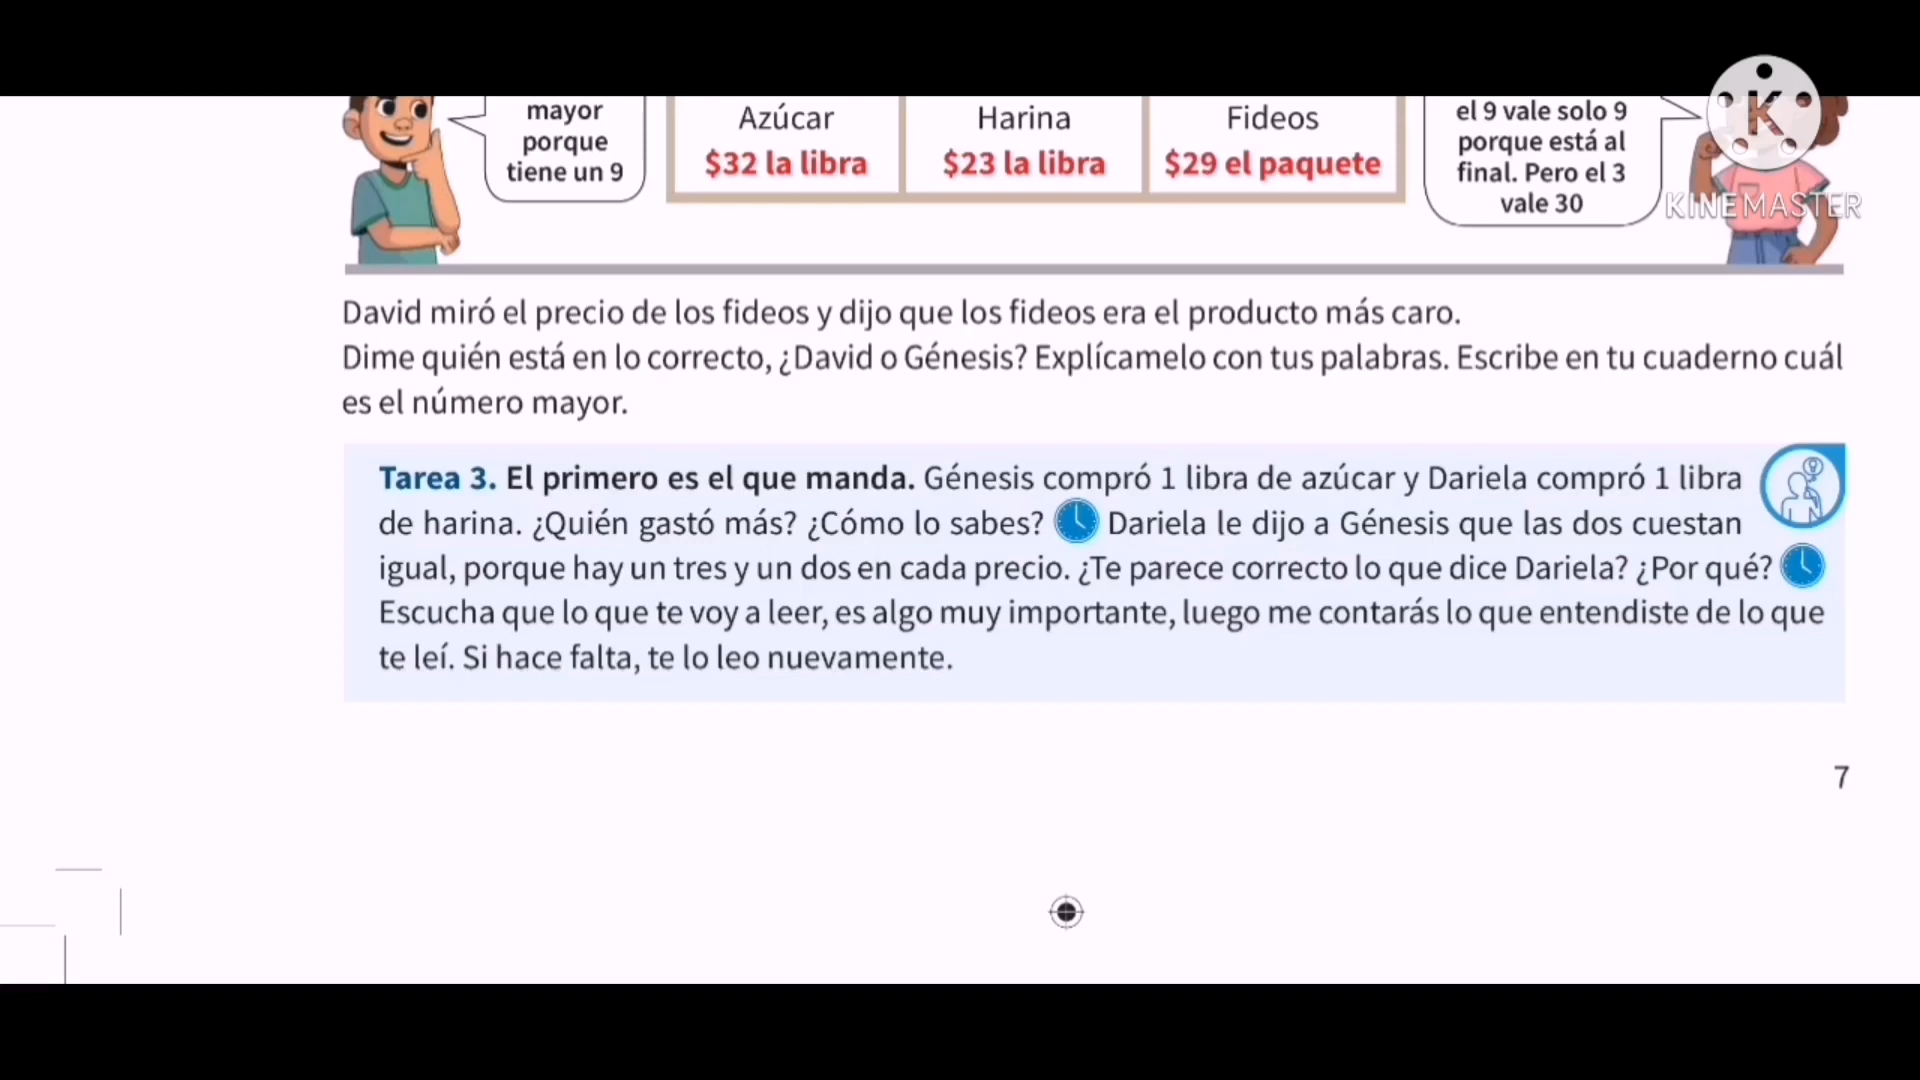 mayor
porque
tiene un 9
Azúcar
$32 la libra
Harina
$23 la libra
Fideos
$29 el paquete
el 9 vale solo 9
porque está al
final. Pero el 3
vale 30
K
KINEMASTER
David miró el precio de los fideos y dijo que los fideos era el producto más caro.
Dime quién está en lo correcto, ¿David o Génesis? Explícamelo con tus palabras. Escribe en tu cuaderno cuál
es el número mayor.
Tarea 3. El primero es el que manda. Génesis compró 1 libra de azúcar y Dariela compró 1 libra
de harina. ¿Quién gastó más? ¿Cómo lo sabes? Dariela le dijo a Génesis que las dos cuestan
igual, porque hay un tres y un dos en cada precio. ¿Te parece correcto lo que dice Dariela? ¿Por qué?
Escucha que lo que te voy a leer, es algo muy importante, luego me contarás lo que entendiste de lo que
te leí. Si hace falta, te lo leo nuevamente.
7